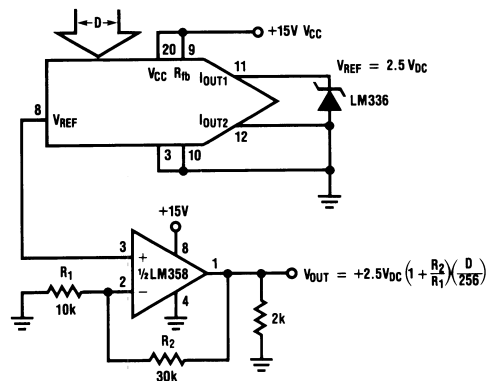 D
+15V VCC
20 9
11
VCC Rfb IOUT1
VREF = 2.5 VDC
LM336
8
VREF
IOUT2
12
3 10
+15V
3
8
+
1
½ LM358
VOUT = +2.5VDC (1 + R2/R1)(D/256)
R1
2
−
4
10k
2k
R2
30k